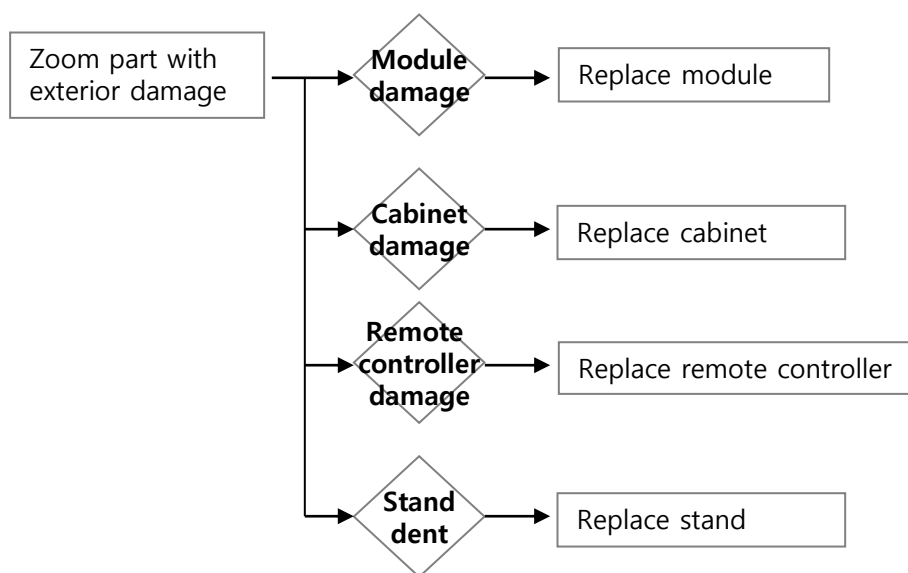 Zoom part with
exterior damage
Module
damage
Replace module
Cabinet
damage
Replace cabinet
Remote
controller
damage
Replace remote controller
Stand
dent
Replace stand